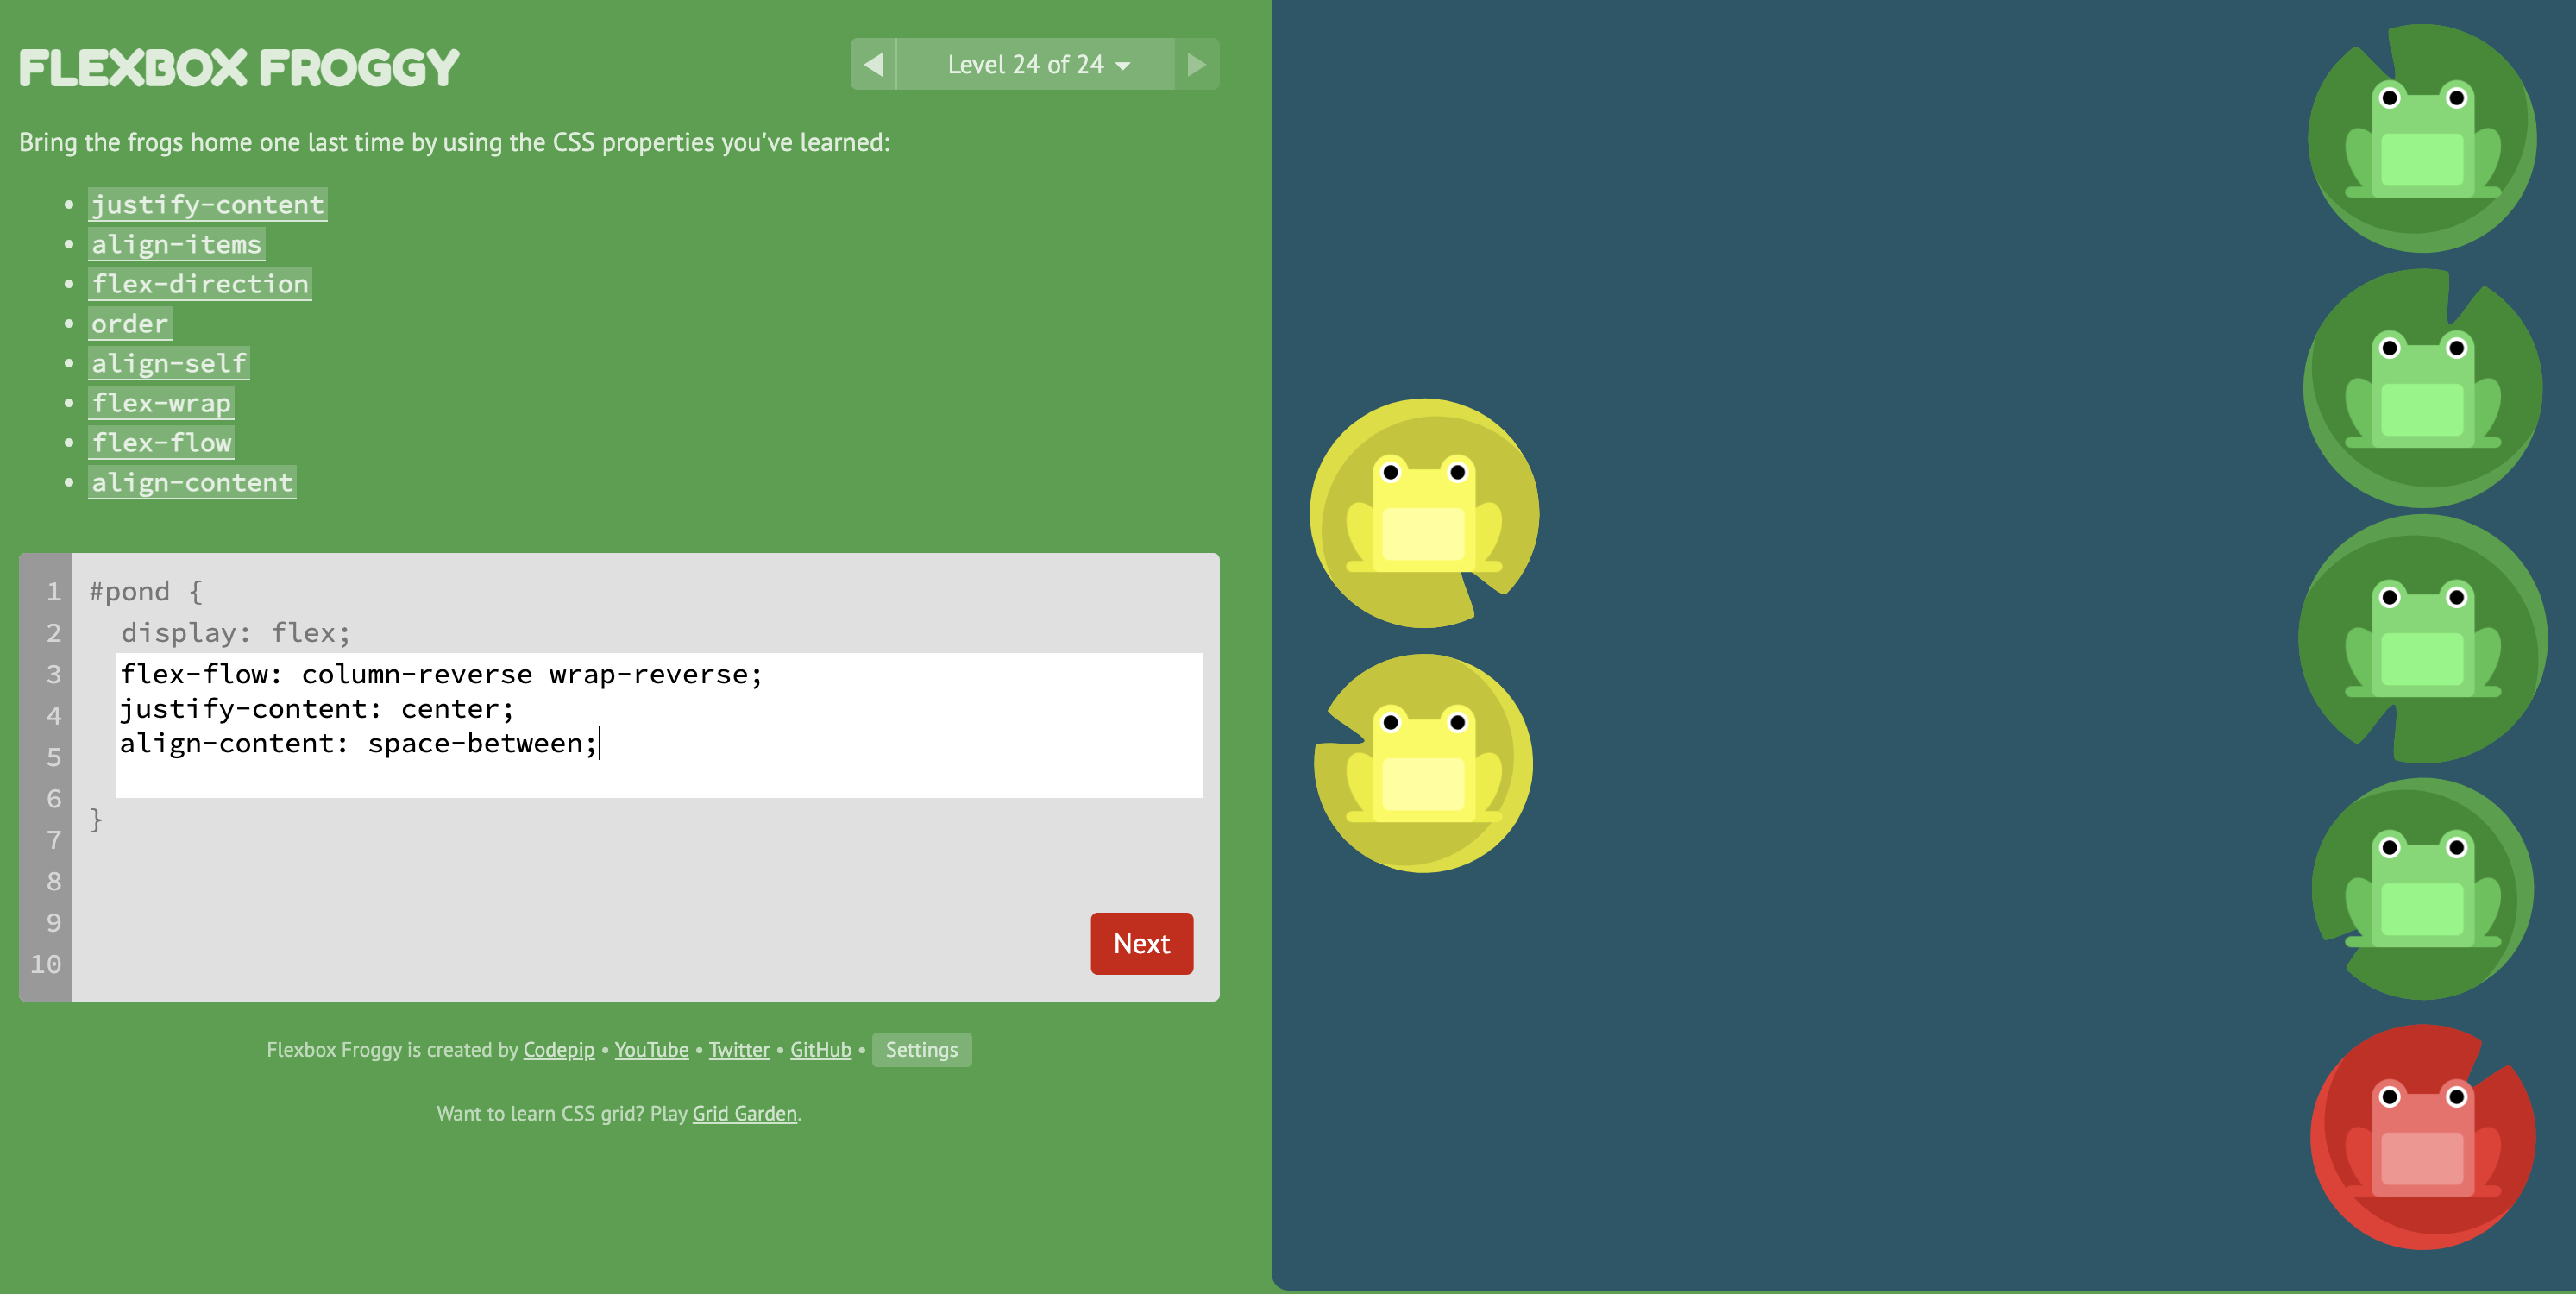 FLEXBOX FROGGY
Level 24 of 24
Bring the frogs home one last time by using the CSS properties you've learned:
• justify-content
• align-items
• flex-direction
• order
• align-self
• flex-wrap
• flex-flow
• align-content
1 #pond {
2 display: flex;
3 flex-flow: column-reverse wrap-reverse;
4 justify-content: center;
5 align-content: space-between;
6
} 
7
8
9
10
Next
Flexbox Froggy is created by Codepip • YouTube • Twitter • GitHub • Settings
Want to learn CSS grid? Play Grid Garden.